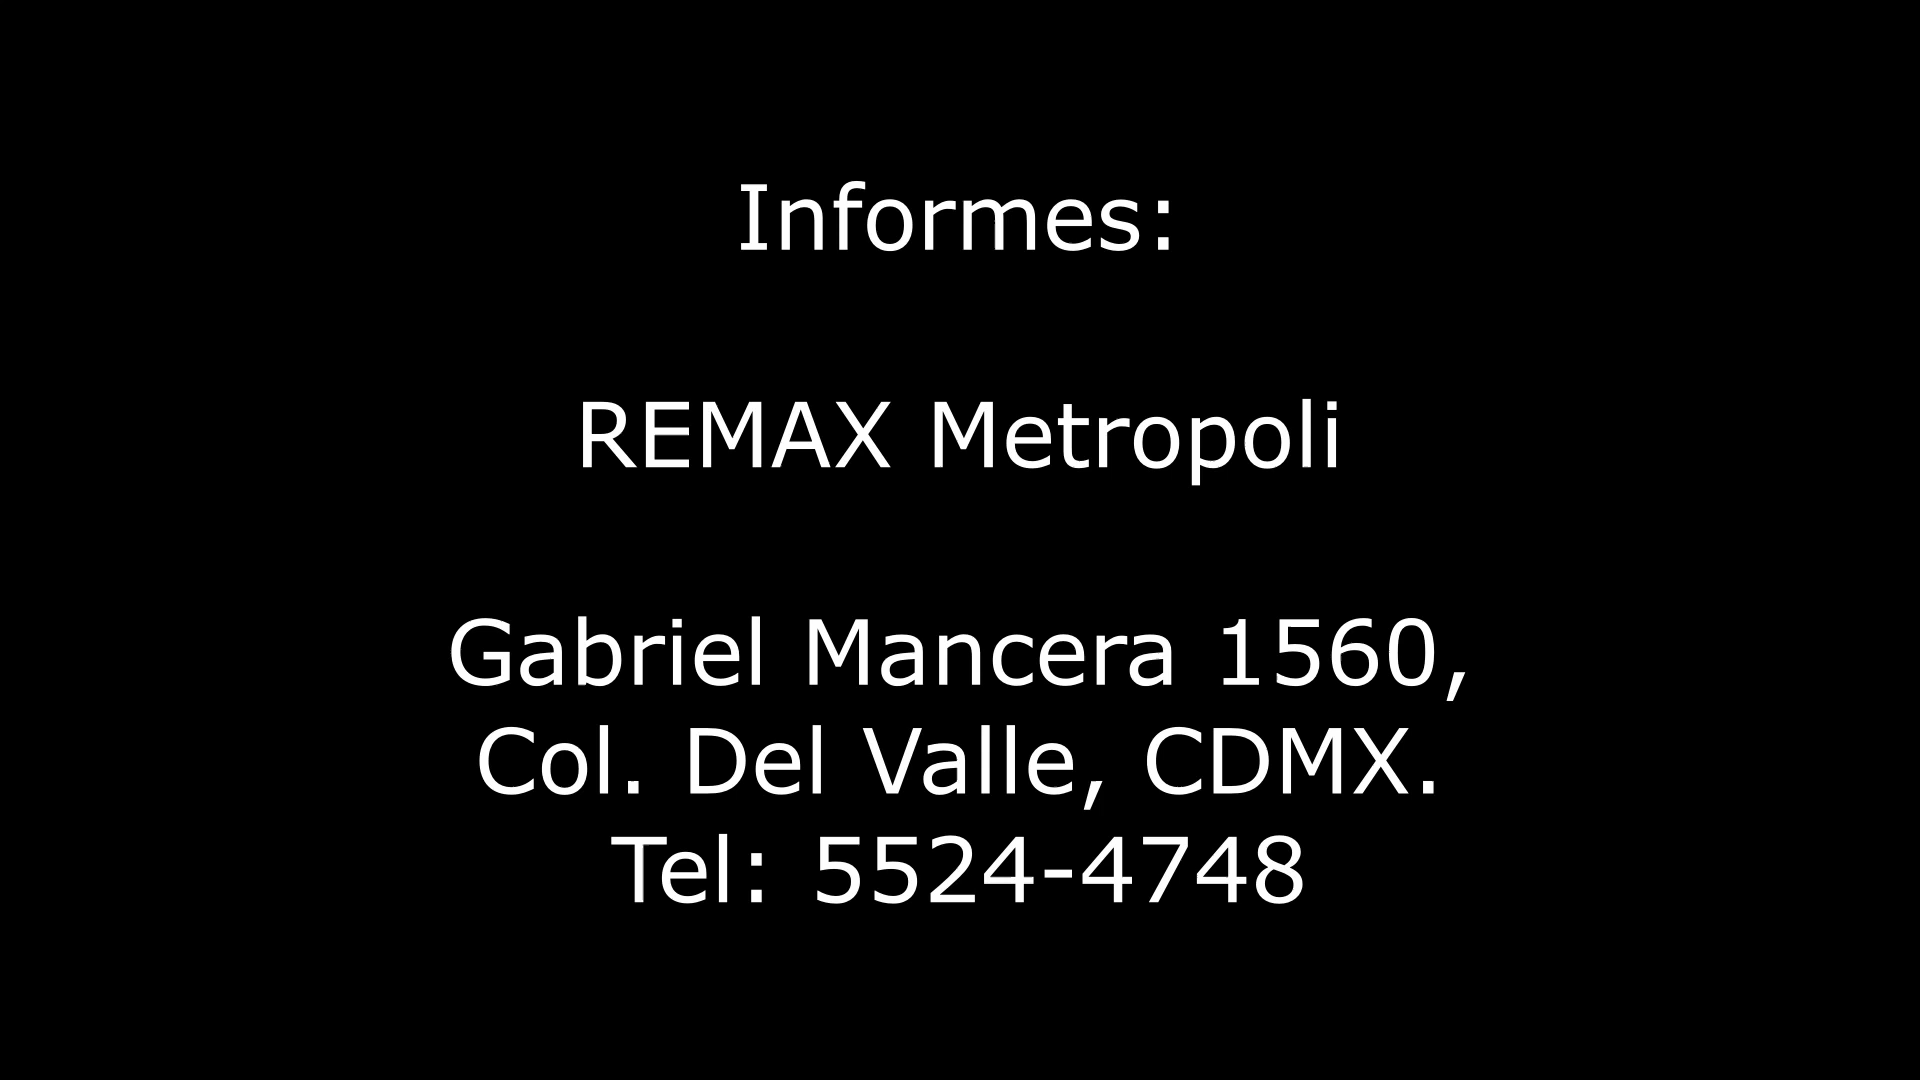 Informes:
REMAX Metropoli
Gabriel Mancera 1560,
Col. Del Valle, CDMX.
Tel: 5524-4748